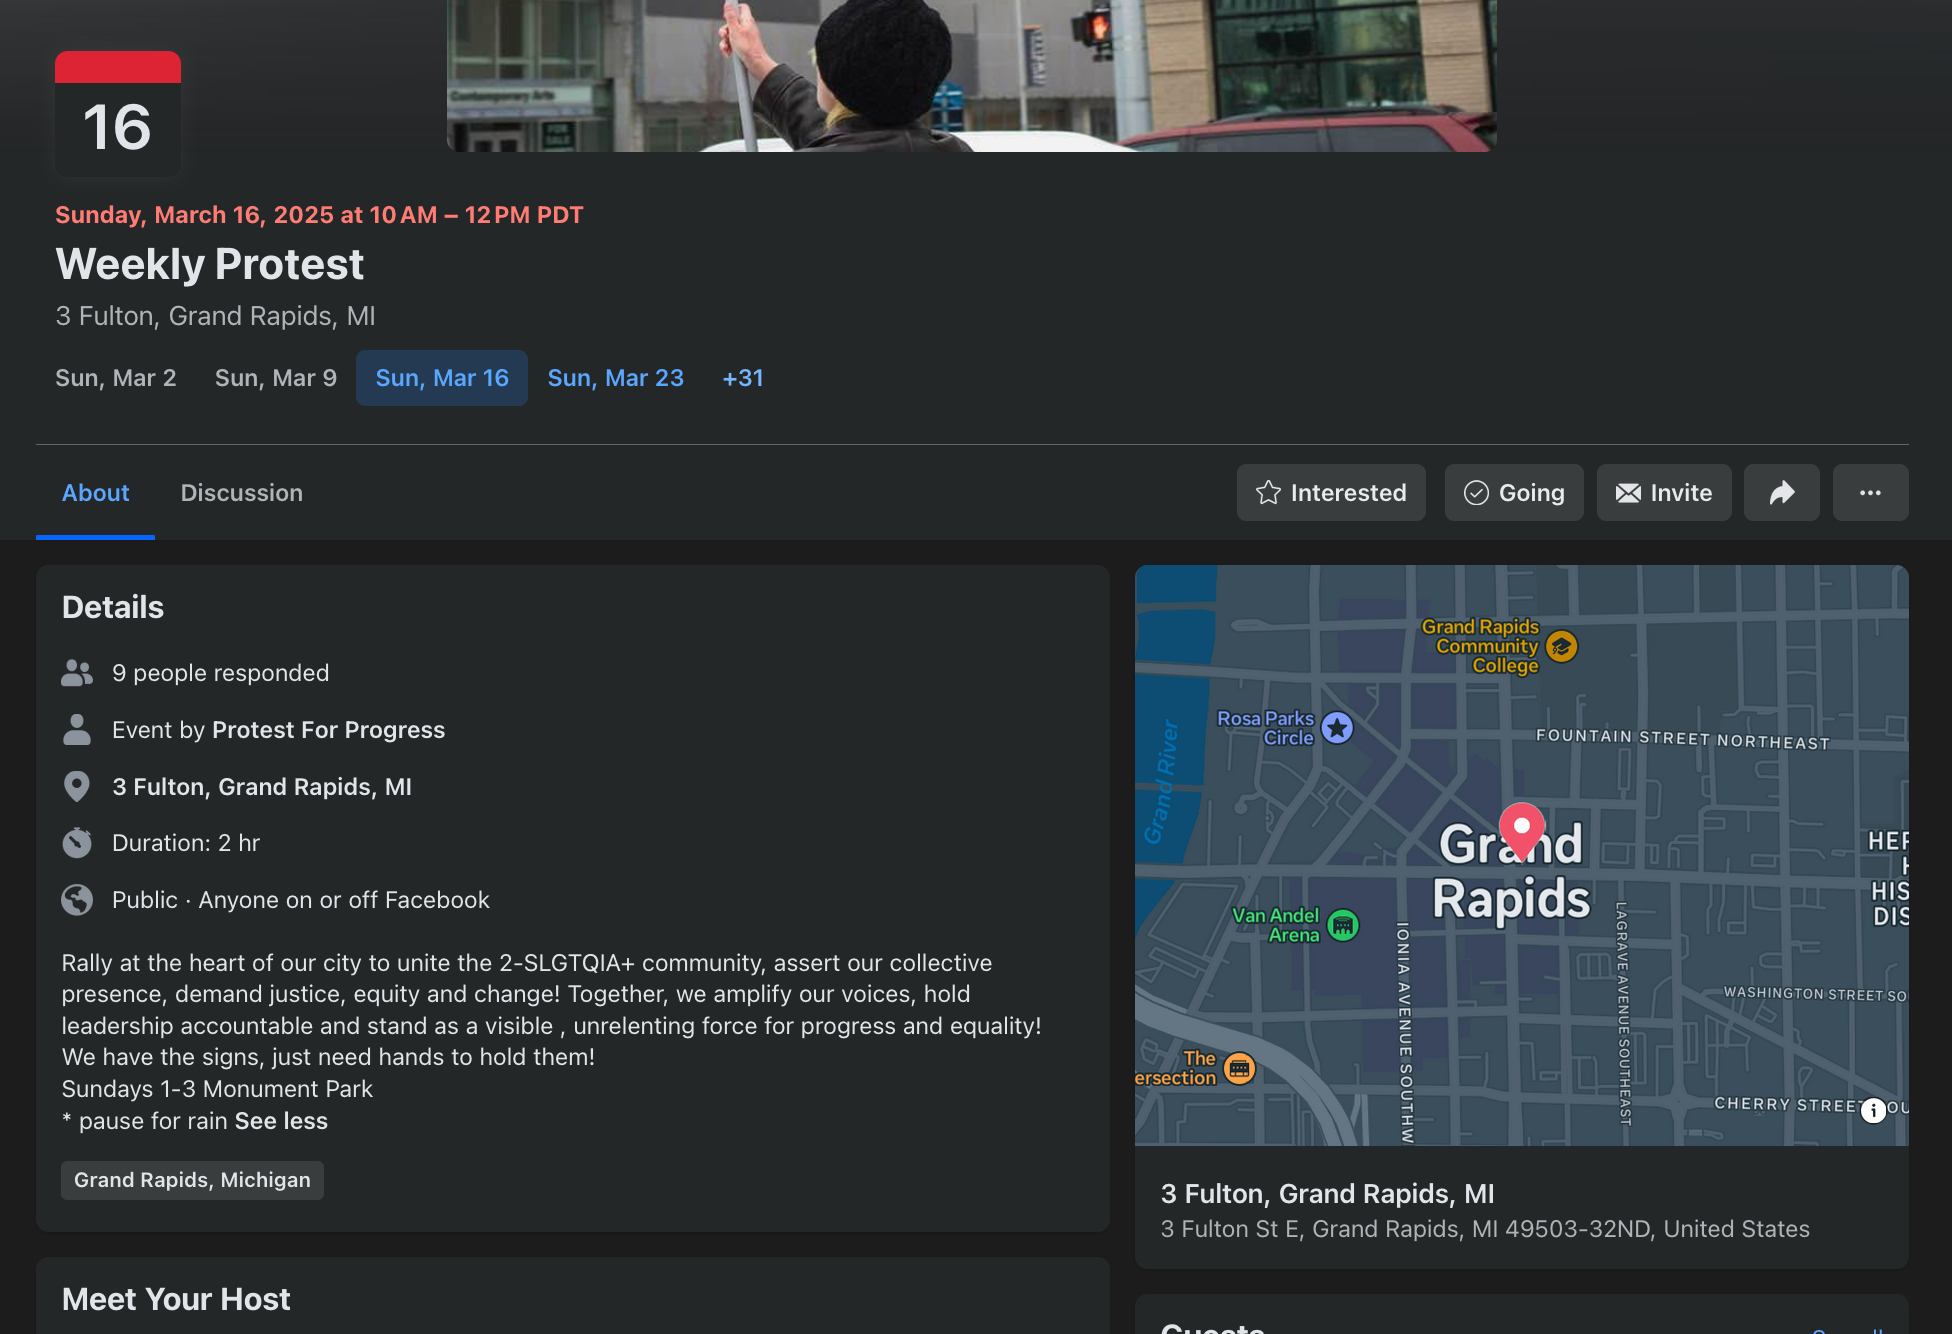 Contemporary Arts
16
Sunday, March 16, 2025 at 10 AM – 12 PM PDT
Weekly Protest
3 Fulton, Grand Rapids, MI
Sun, Mar 2
Sun, Mar 9
Sun, Mar 16
Sun, Mar 23
+31
About
Discussion
Interested
Going
Invite
Details
9 people responded
Event by Protest For Progress
3 Fulton, Grand Rapids, MI
Duration: 2 hr
Public · Anyone on or off Facebook
Rally at the heart of our city to unite the 2-SLGTQIA+ community, assert our collective
presence, demand justice, equity and change! Together, we amplify our voices, hold
leadership accountable and stand as a visible , unrelenting force for progress and equality!
We have the signs, just need hands to hold them!
Sundays 1-3 Monument Park
* pause for rain See less
Grand Rapids, Michigan
Meet Your Host
Grand Rapids
Community
College
Rosa Parks
Circle
FOUNTAIN STREET NORTHEAST
Grand River
Grand
Rapids
HER
H
HIS
DIS
Van Andel
Arena
IONIA AVENUE SOUTHW
LAGRAVE AVENUE SOUTHEAST
WASHINGTON STREET SO
The
ersection
CHERRY STREET OU
3 Fulton, Grand Rapids, MI
3 Fulton St E, Grand Rapids, MI 49503-32ND, United States
Guests